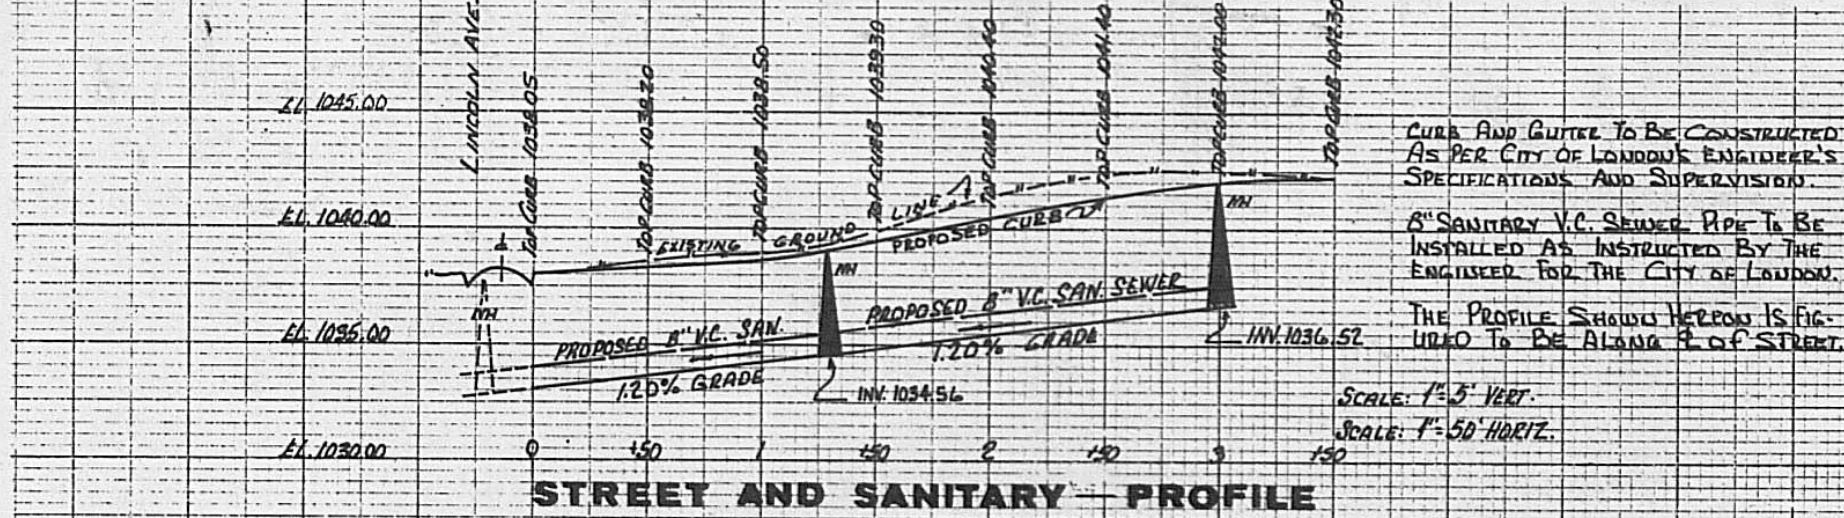 LINCOLN AVE.
TOP CURB 1038.05
TOP CURB 1038.20
TOP CURB 1038.50
TOP CURB 1039.30
TOP CURB 1040.40
TOP CURB 1041.40
TOP CURB 1042.00
TOP CURB 1042.30
EL. 1045.00
EL. 1040.00
EL. 1035.00
EL. 1030.00
EXISTING GROUND LINE
PROPOSED CURB
MH
MH
MH
PROPOSED 8" V.C. SAN.
PROPOSED 8" V.C. SAN. SEWER
1.20% GRADE
1.20% GRADE
INV. 1034.56
INV. 1036.52
0 +50 1 +50 2 +50 3 +50
CURB AND GUTTER TO BE CONSTRUCTED
AS PER CITY OF LONDON'S ENGINEER'S
SPECIFICATIONS AND SUPERVISION.
8" SANITARY V.C. SEWER PIPE TO BE
INSTALLED AS INSTRUCTED BY THE
ENGINEER FOR THE CITY OF LONDON.
THE PROFILE SHOWN HEREON IS FIG-
URED TO BE ALONG ℄ OF STREET.
SCALE: 1"=5' VERT.
SCALE: 1"=50' HORIZ.
STREET AND SANITARY PROFILE